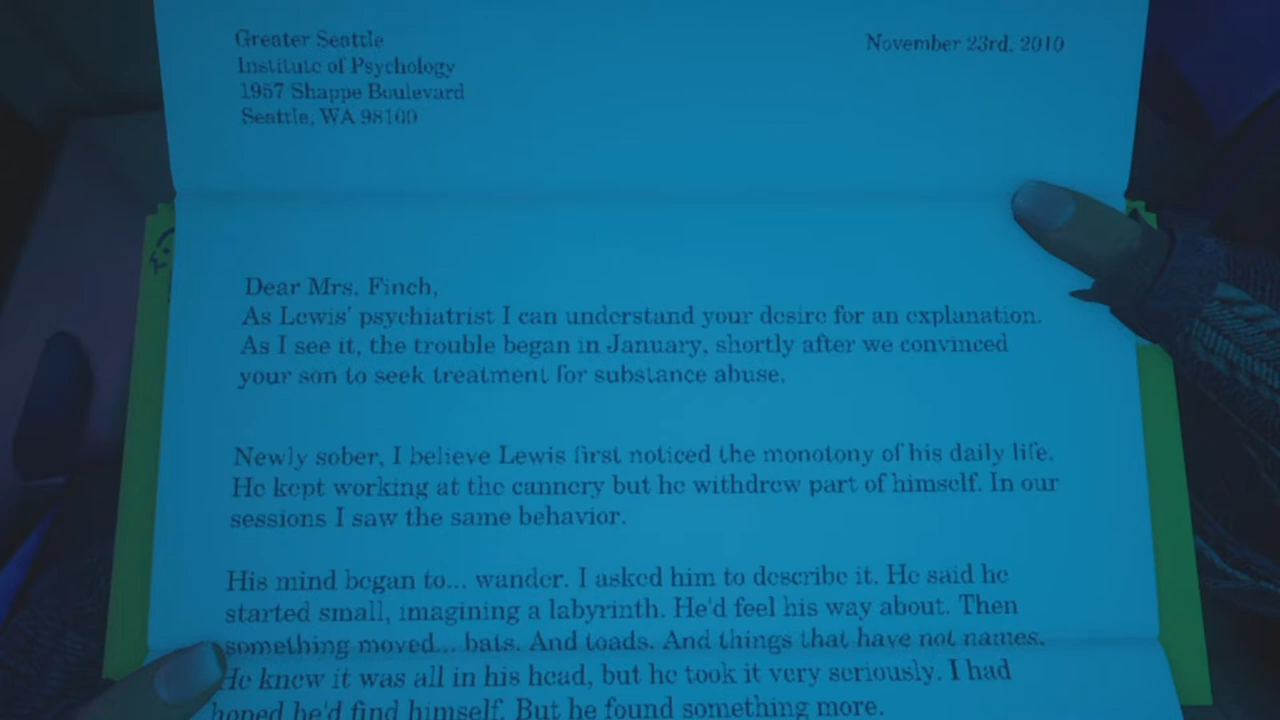 Greater Seattle
November 23rd, 2010
Institute of Psychology
1957 Shappe Boulevard
Seattle, WA 98100
Dear Mrs. Finch,
As Lewis' psychiatrist I can understand your desire for an explanation.
As I see it, the trouble began in January, shortly after we convinced
your son to seek treatment for substance abuse.
Newly sober, I believe Lewis first noticed the monotony of his daily life.
He kept working at the cannery but he withdrew part of himself. In our
sessions I saw the same behavior.
His mind began to... wander. I asked him to describe it. He said he
started small, imagining a labyrinth. He'd feel his way about. Then
something moved... bats. And toads. And things that have not names.
He knew it was all in his head, but he took it very seriously. I had
hoped he'd find himself. But he found something more.